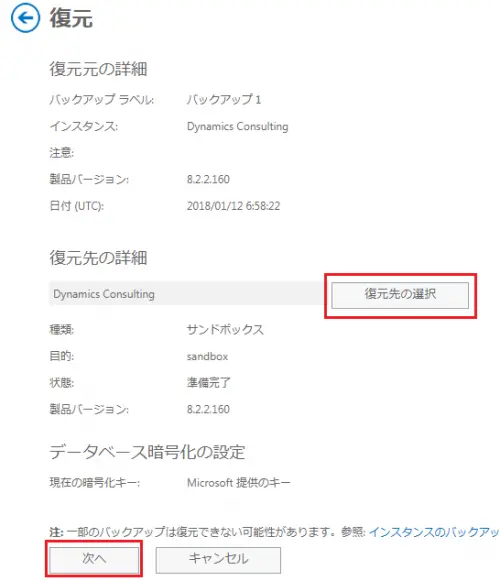 復元
復元元の詳細
バックアップ ラベル: バックアップ 1
インスタンス: Dynamics Consulting
注意:
製品バージョン: 8.2.2.160
日付 (UTC): 2018/01/12 6:58:22
復元先の詳細
Dynamics Consulting 復元先の選択
種類: サンドボックス
目的: sandbox
状態: 準備完了
製品バージョン: 8.2.2.160
データベース暗号化の設定
現在の暗号化キー: Microsoft 提供のキー
注: 一部のバックアップは復元できない可能性があります。参照: インスタンスのバックアッ
次へ キャンセル